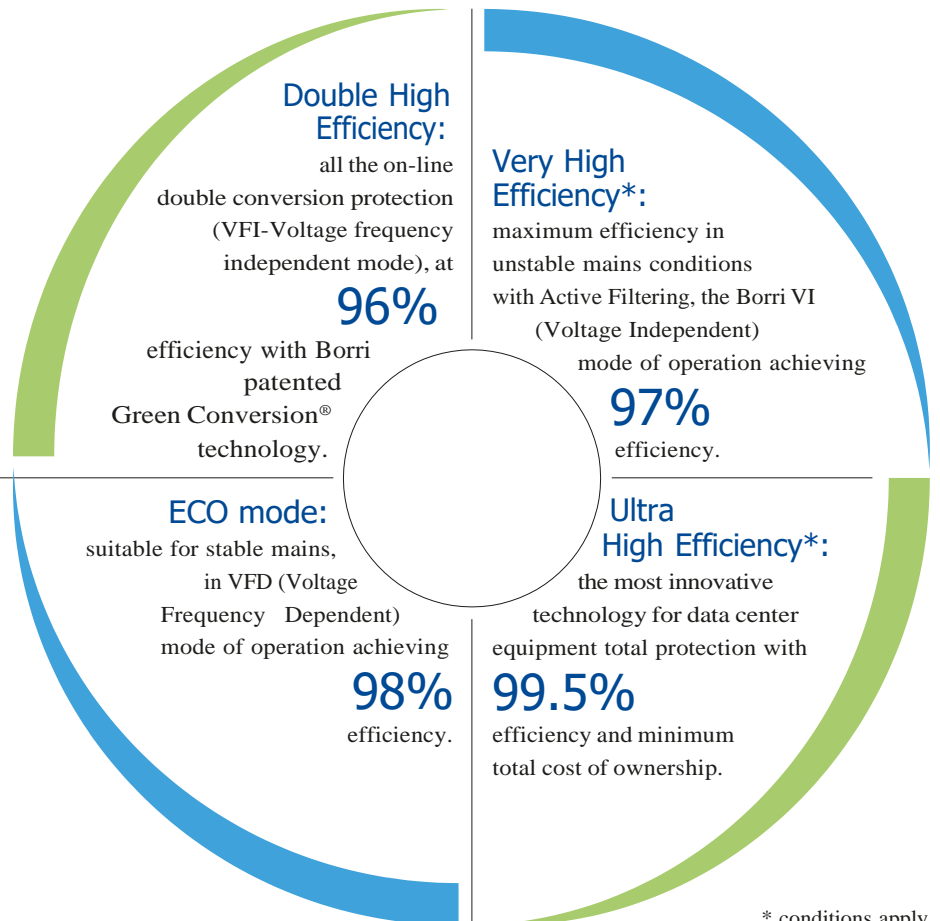 Double High
Efficiency:
all the on-line
double conversion protection
(VFI-Voltage frequency
independent mode), at
96%
efficiency with Borri
patented
Green Conversion®
technology.
Very High
Efficiency*:
maximum efficiency in
unstable mains conditions
with Active Filtering, the Borri VI
(Voltage Independent)
mode of operation achieving
97%
efficiency.
ECO mode:
suitable for stable mains,
in VFD (Voltage
Frequency Dependent)
mode of operation achieving
98%
efficiency.
Ultra
High Efficiency*:
the most innovative
technology for data center
equipment total protection with
99.5%
efficiency and minimum
total cost of ownership.
* conditions apply